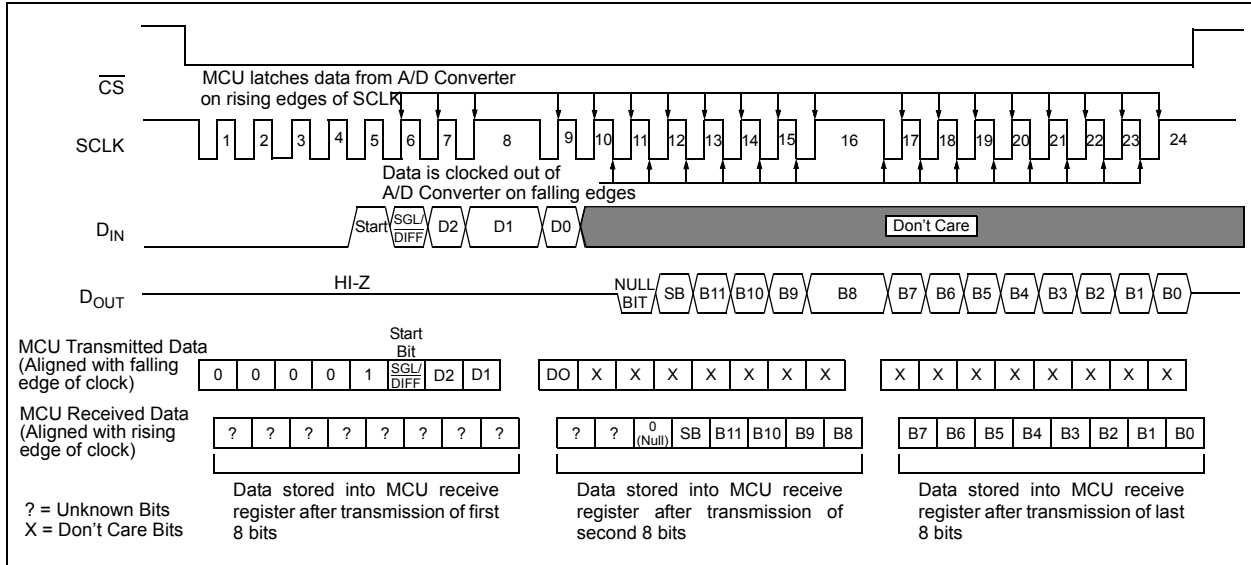 MCU latches data from A/D Converter
on rising edges of SCLK
CS
SCLK
1 2 3 4 5 6 7 8 9 10 11 12 13 14 15 16 17 18 19 20 21 22 23 24
Data is clocked out of
A/D Converter on falling edges
DIN
Start SGL/DIFF D2 D1 D0 Don't Care
HI-Z
DOUT
NULL BIT SB B11 B10 B9 B8 B7 B6 B5 B4 B3 B2 B1 B0
Start
Bit
MCU Transmitted Data
(Aligned with falling
edge of clock)
0 0 0 0 1 SGL/DIFF D2 D1 DO X X X X X X X X X X X X X X X
MCU Received Data
(Aligned with rising
edge of clock)
? ? ? ? ? ? ? ? ? ? 0 (Null) SB B11 B10 B9 B8 B7 B6 B5 B4 B3 B2 B1 B0
? = Unknown Bits
X = Don't Care Bits
Data stored into MCU receive
register after transmission of first
8 bits
Data stored into MCU receive
register after transmission of
second 8 bits
Data stored into MCU receive
register after transmission of last
8 bits